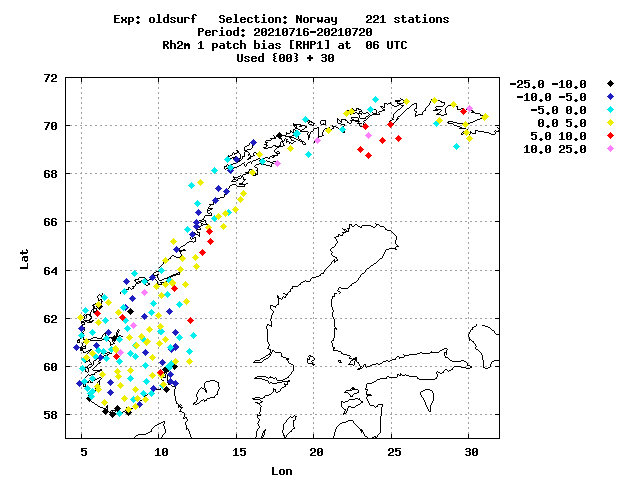 Exp: oldsurf   Selection: Norway    221 stations
Period: 20210716-20210720
Rh2m 1 patch bias [RHP1] at  06 UTC
Used {00} + 30
72
70
68
66
64
62
60
58
Lat
5 10 15 20 25 30
Lon
-25.0 -10.0
-10.0 -5.0
-5.0 0.0
0.0 5.0
5.0 10.0
10.0 25.0